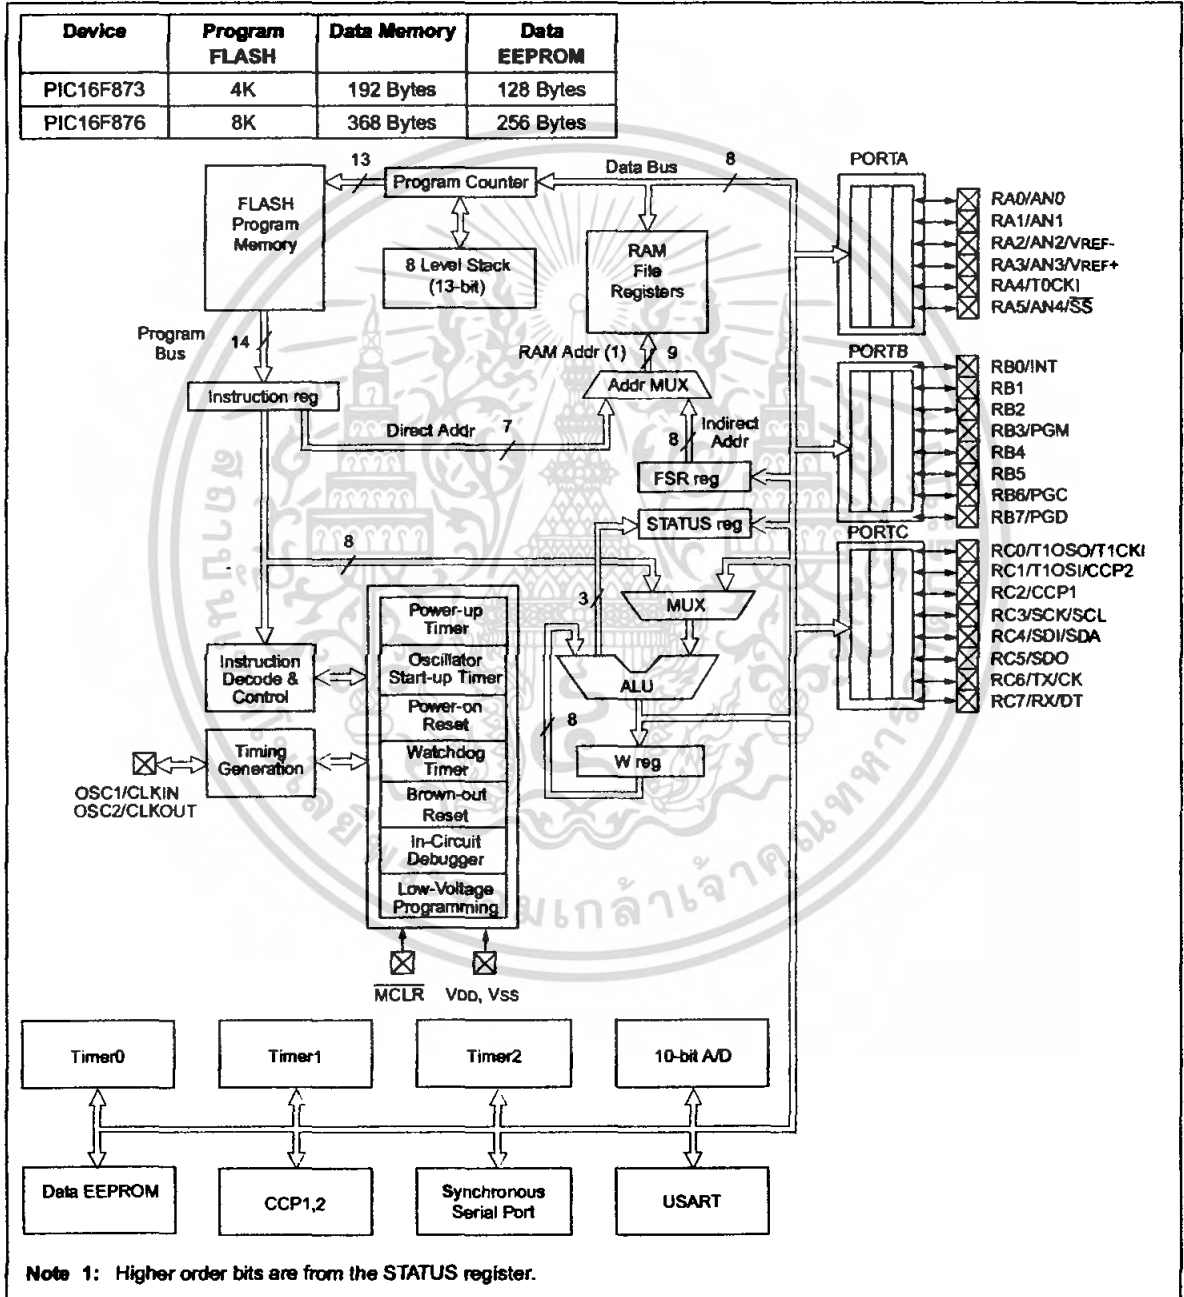 Device Program FLASH Data Memory Data EEPROM
PIC16F873 4K 192 Bytes 128 Bytes
PIC16F876 8K 368 Bytes 256 Bytes
13
Program Counter
Data Bus
8
FLASH
Program
Memory
8 Level Stack
(13-bit)
RAM
File
Registers
Program
Bus
14
RAM Addr (1)
9
Addr MUX
Instruction reg
Direct Addr
7
8
Indirect
Addr
FSR reg
STATUS reg
8
3
MUX
ALU
8
W reg
Power-up
Timer
Oscillator
Start-up Timer
Power-on
Reset
Watchdog
Timer
Brown-out
Reset
In-Circuit
Debugger
Low-Voltage
Programming
Instruction
Decode &
Control
Timing
Generation
OSC1/CLKIN
OSC2/CLKOUT
M̅C̅L̅R̅
VDD, VSS
PORTA
RA0/AN0
RA1/AN1
RA2/AN2/VREF-
RA3/AN3/VREF+
RA4/T0CKI
RA5/AN4/S̅S̅
PORTB
RB0/INT
RB1
RB2
RB3/PGM
RB4
RB5
RB6/PGC
RB7/PGD
PORTC
RC0/T1OSO/T1CKI
RC1/T1OSI/CCP2
RC2/CCP1
RC3/SCK/SCL
RC4/SDI/SDA
RC5/SDO
RC6/TX/CK
RC7/RX/DT
Timer0
Timer1
Timer2
10-bit A/D
Data EEPROM
CCP1,2
Synchronous
Serial Port
USART
Note 1: Higher order bits are from the STATUS register.